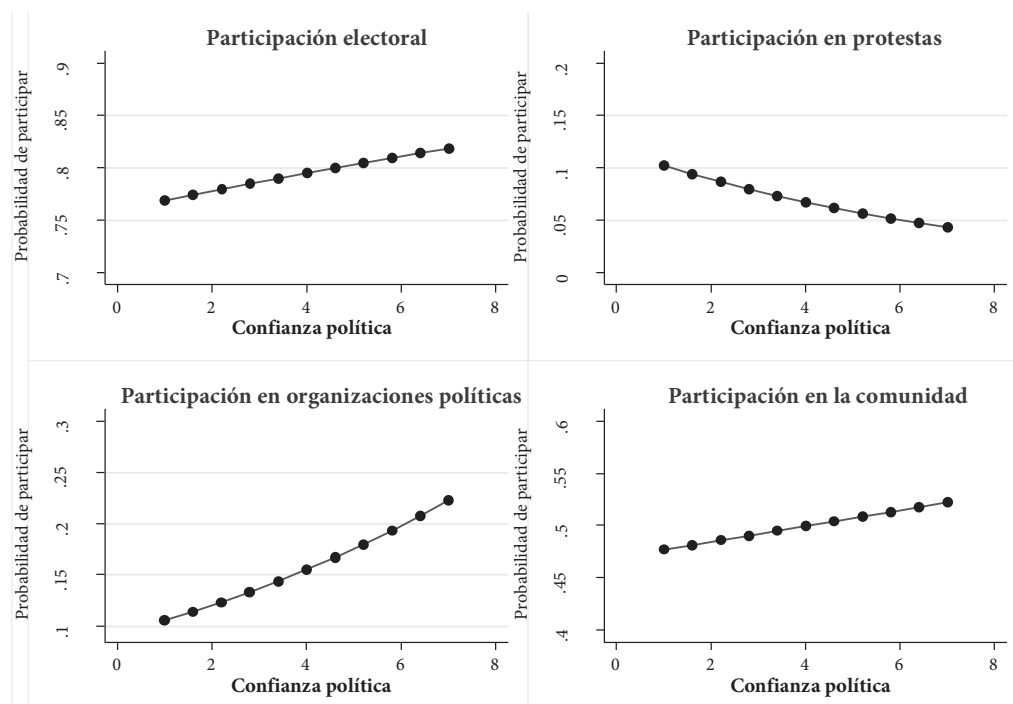 Participación electoral
Probabilidad de participar
.9
.85
.8
.75
.7
0 2 4 6 8
Confianza política
Participación en protestas
Probabilidad de participar
.2
.15
.1
.05
0
0 2 4 6 8
Confianza política
Participación en organizaciones políticas
Probabilidad de participar
.3
.25
.2
.15
.1
0 2 4 6 8
Confianza política
Participación en la comunidad
Probabilidad de participar
.6
.55
.5
.45
.4
0 2 4 6 8
Confianza política